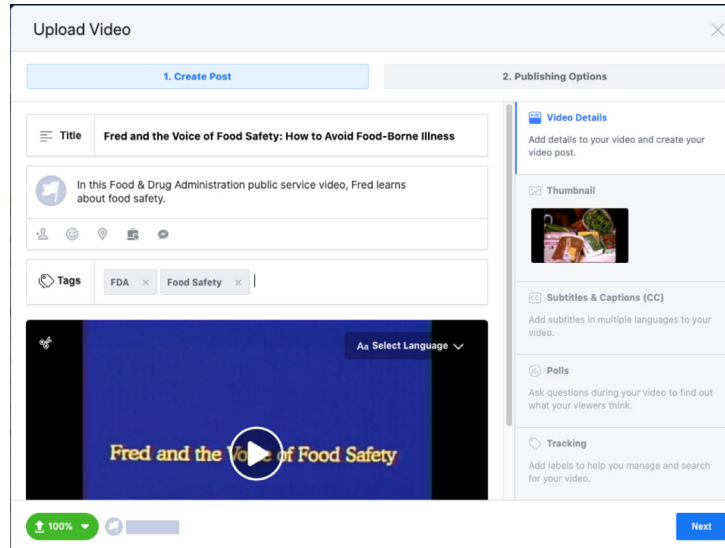 Upload Video
1. Create Post
2. Publishing Options
Title
Fred and the Voice of Food Safety: How to Avoid Food-Borne Illness
In this Food & Drug Administration public service video, Fred learns
about food safety.
Tags
FDA ×
Food Safety ×
Aa Select Language
Fred and the Voice of Food Safety
100%
Video Details
Add details to your video and create your
video post.
Thumbnail
CC Subtitles & Captions (CC)
Add subtitles in multiple languages to your
video.
Polls
Ask questions during your video to find out
what your viewers think.
Tracking
Add labels to help you manage and search
for your video.
Next